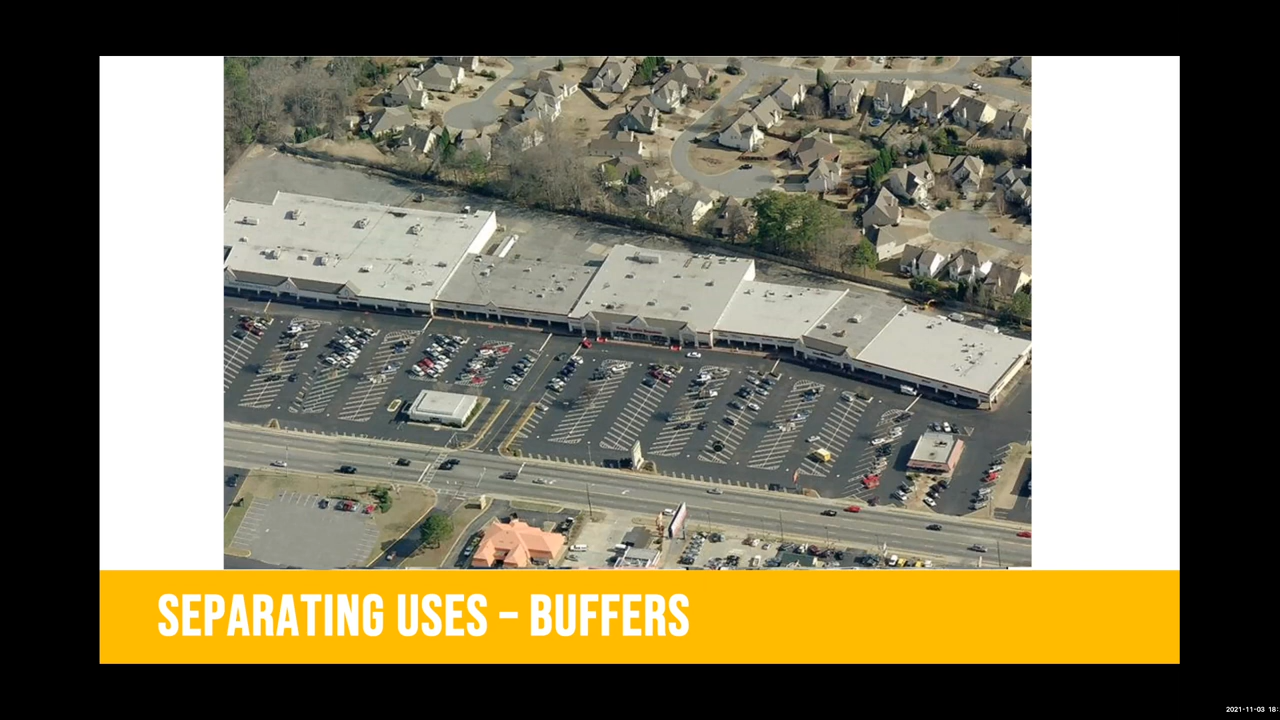 SEPARATING USES – BUFFERS
2021-11-03 18: